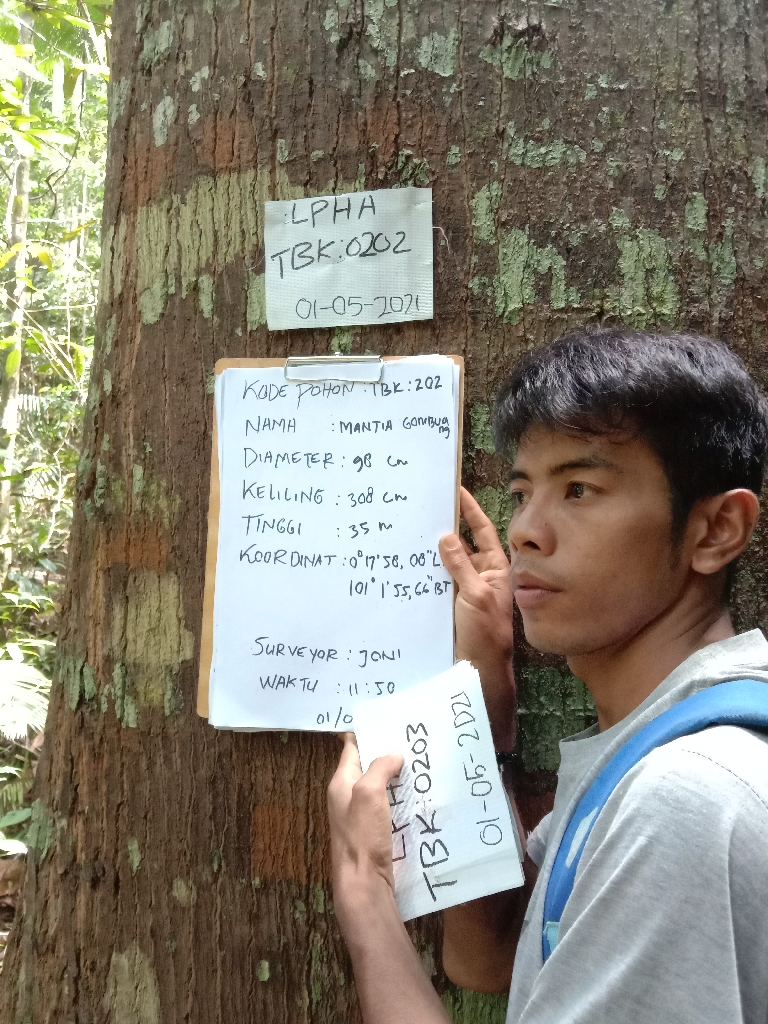 LPHA
TBK:0202
01-05-2021
KODE POHON : TBK:202
NAMA : MANTIA GOMBUANG
DIAMETER : 98 cm
KELILING : 308 cm
TINGGI : 35 m
KOORDINAT : 0°17'58,08"L
101°1'55,66"BT
SURVEYOR : JONI
WAKTU : 11:50
01/0
LPHA
TBK:0203
01-05-2021